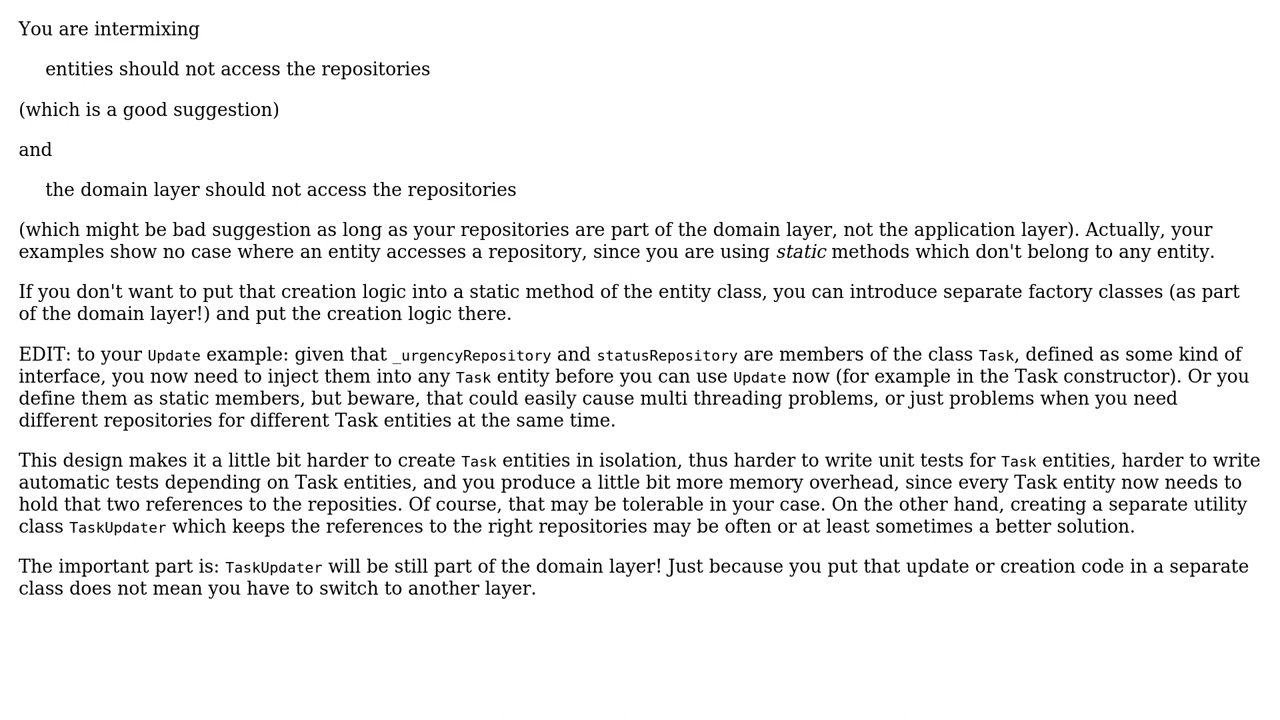 You are intermixing
entities should not access the repositories
(which is a good suggestion)
and
the domain layer should not access the repositories
(which might be bad suggestion as long as your repositories are part of the domain layer, not the application layer). Actually, your
examples show no case where an entity accesses a repository, since you are using static methods which don't belong to any entity.
If you don't want to put that creation logic into a static method of the entity class, you can introduce separate factory classes (as part
of the domain layer!) and put the creation logic there.
EDIT: to your Update example: given that _urgencyRepository and statusRepository are members of the class Task, defined as some kind of
interface, you now need to inject them into any Task entity before you can use Update now (for example in the Task constructor). Or you
define them as static members, but beware, that could easily cause multi threading problems, or just problems when you need
different repositories for different Task entities at the same time.
This design makes it a little bit harder to create Task entities in isolation, thus harder to write unit tests for Task entities, harder to write
automatic tests depending on Task entities, and you produce a little bit more memory overhead, since every Task entity now needs to
hold that two references to the reposities. Of course, that may be tolerable in your case. On the other hand, creating a separate utility
class TaskUpdater which keeps the references to the right repositories may be often or at least sometimes a better solution.
The important part is: TaskUpdater will be still part of the domain layer! Just because you put that update or creation code in a separate
class does not mean you have to switch to another layer.